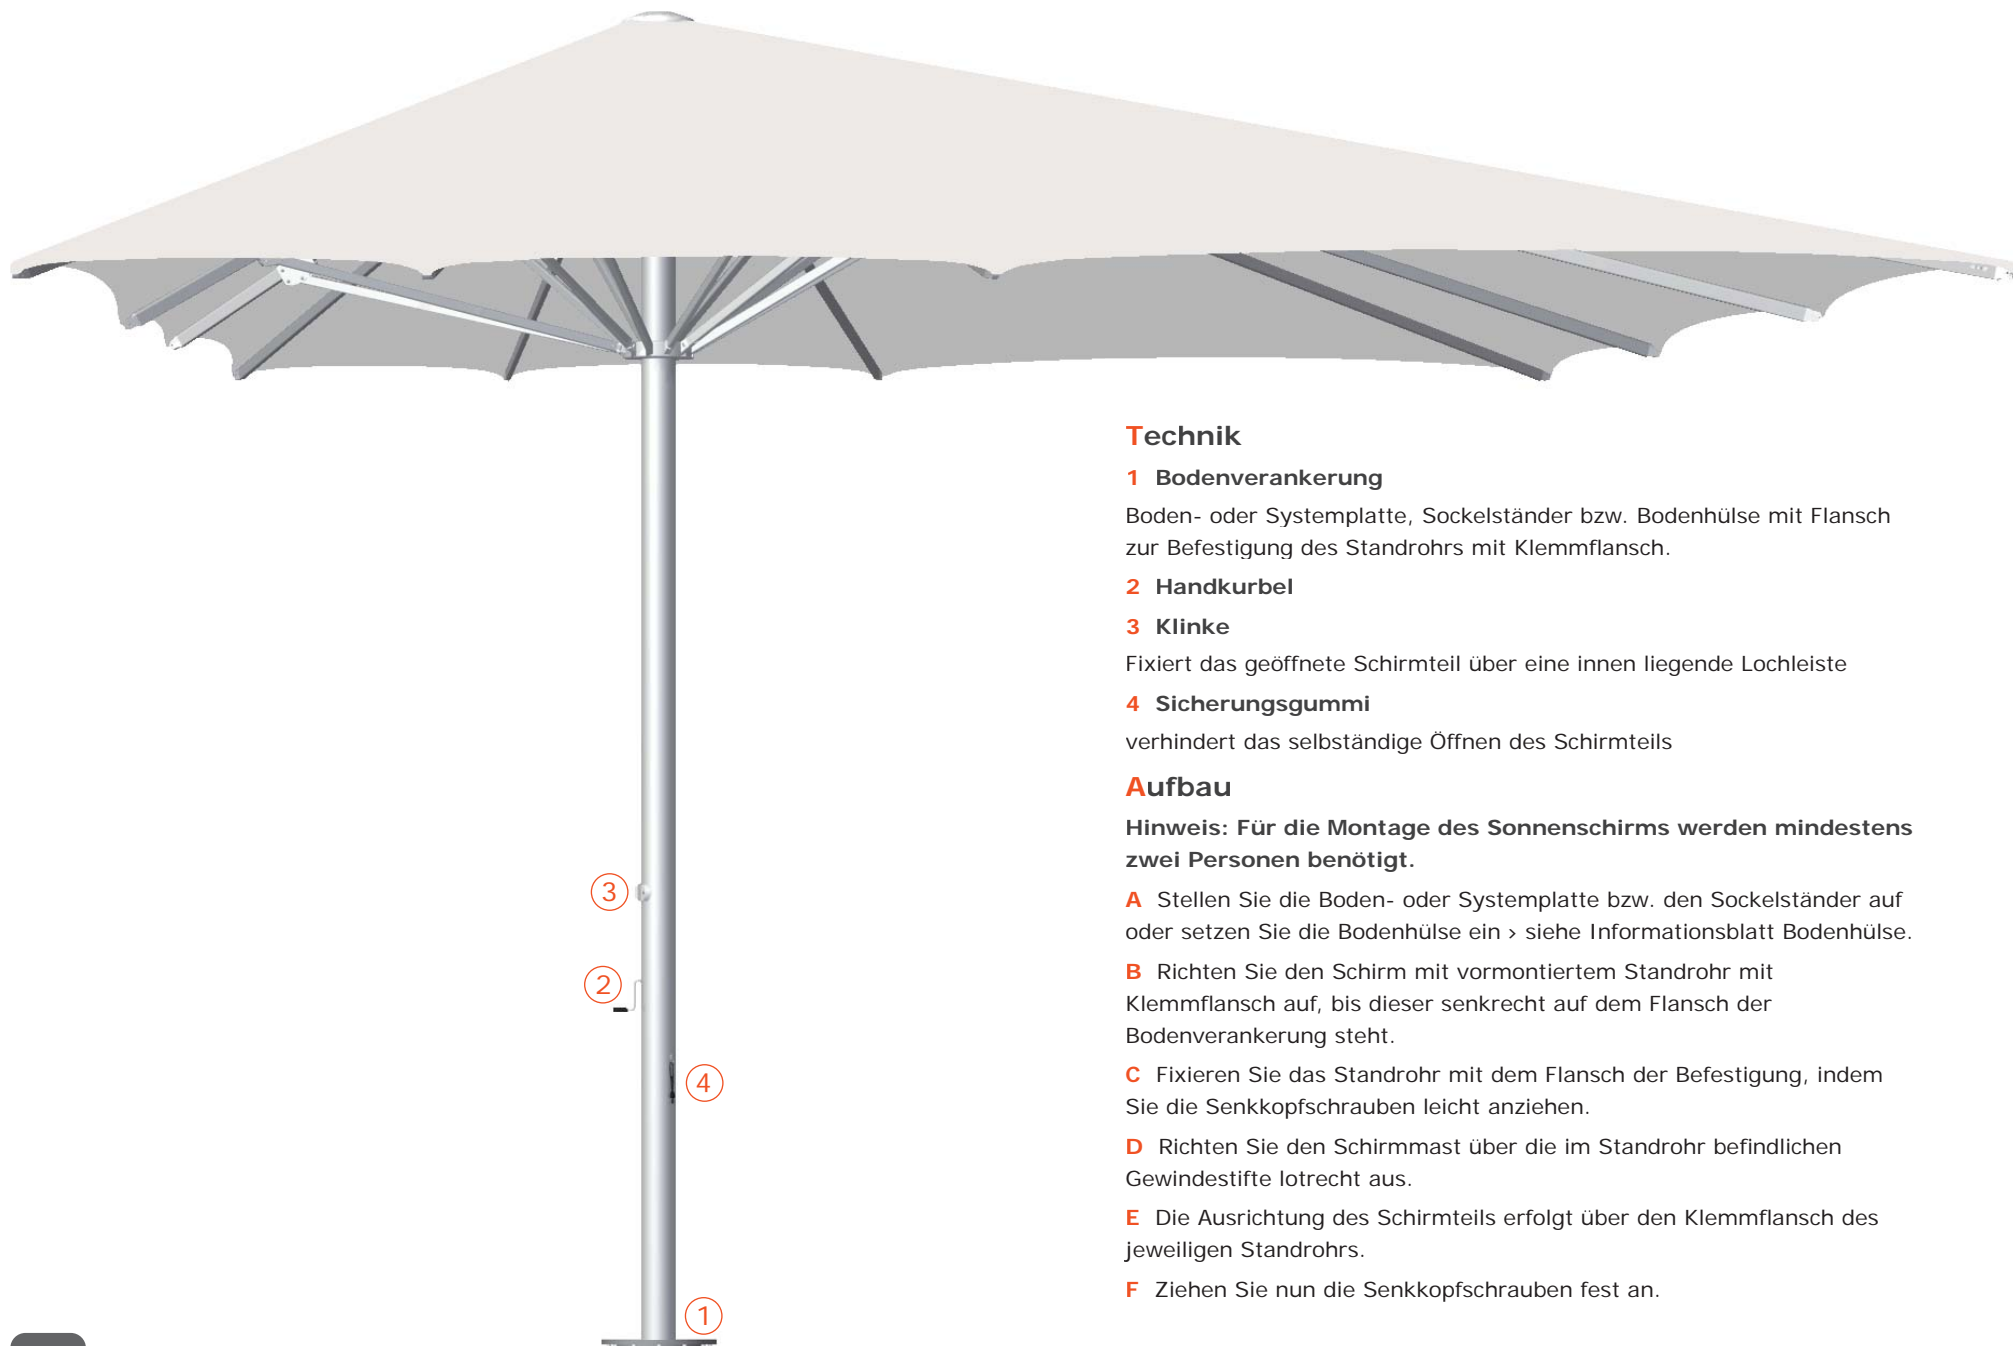 Technik
1 Bodenverankerung
Boden- oder Systemplatte, Sockelständer bzw. Bodenhülse mit Flansch
zur Befestigung des Standrohrs mit Klemmflansch.
2 Handkurbel
3 Klinke
Fixiert das geöffnete Schirmteil über eine innen liegende Lochleiste
4 Sicherungsgummi
verhindert das selbständige Öffnen des Schirmteils
Aufbau
Hinweis: Für die Montage des Sonnenschirms werden mindestens
zwei Personen benötigt.
A Stellen Sie die Boden- oder Systemplatte bzw. den Sockelständer auf
oder setzen Sie die Bodenhülse ein › siehe Informationsblatt Bodenhülse.
B Richten Sie den Schirm mit vormontiertem Standrohr mit
Klemmflansch auf, bis dieser senkrecht auf dem Flansch der
Bodenverankerung steht.
C Fixieren Sie das Standrohr mit dem Flansch der Befestigung, indem
Sie die Senkkopfschrauben leicht anziehen.
D Richten Sie den Schirmmast über die im Standrohr befindlichen
Gewindestifte lotrecht aus.
E Die Ausrichtung des Schirmteils erfolgt über den Klemmflansch des
jeweiligen Standrohrs.
F Ziehen Sie nun die Senkkopfschrauben fest an.
3
2
4
1